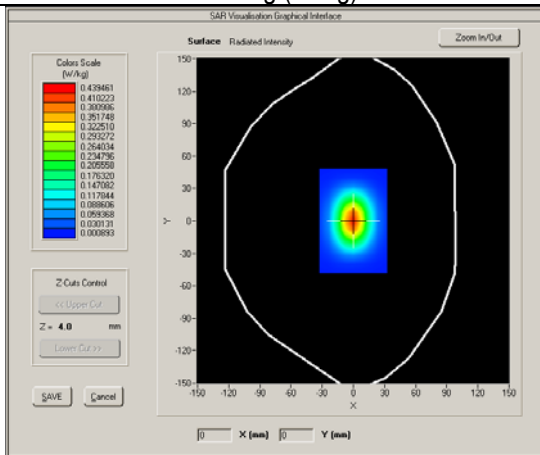 SAR Visualisation Graphical Interface
Surface Radiated Intensity
Zoom In/Out
Colors Scale
(W/kg)
0.439461
0.410223
0.380986
0.351748
0.322510
0.293272
0.264034
0.234796
0.205558
0.176320
0.147082
0.117844
0.088606
0.059368
0.030131
0.000893
Z-Cuts Control
<< Upper Cut
Z = 4.0 mm
Lower Cut >>
SAVE Cancel
150
120
90
60
30
0
-30
-60
-90
-120
-150
Y
-150 -120 -90 -60 -30 0 30 60 90 120 150
X
0 X (mm) 0 Y (mm)